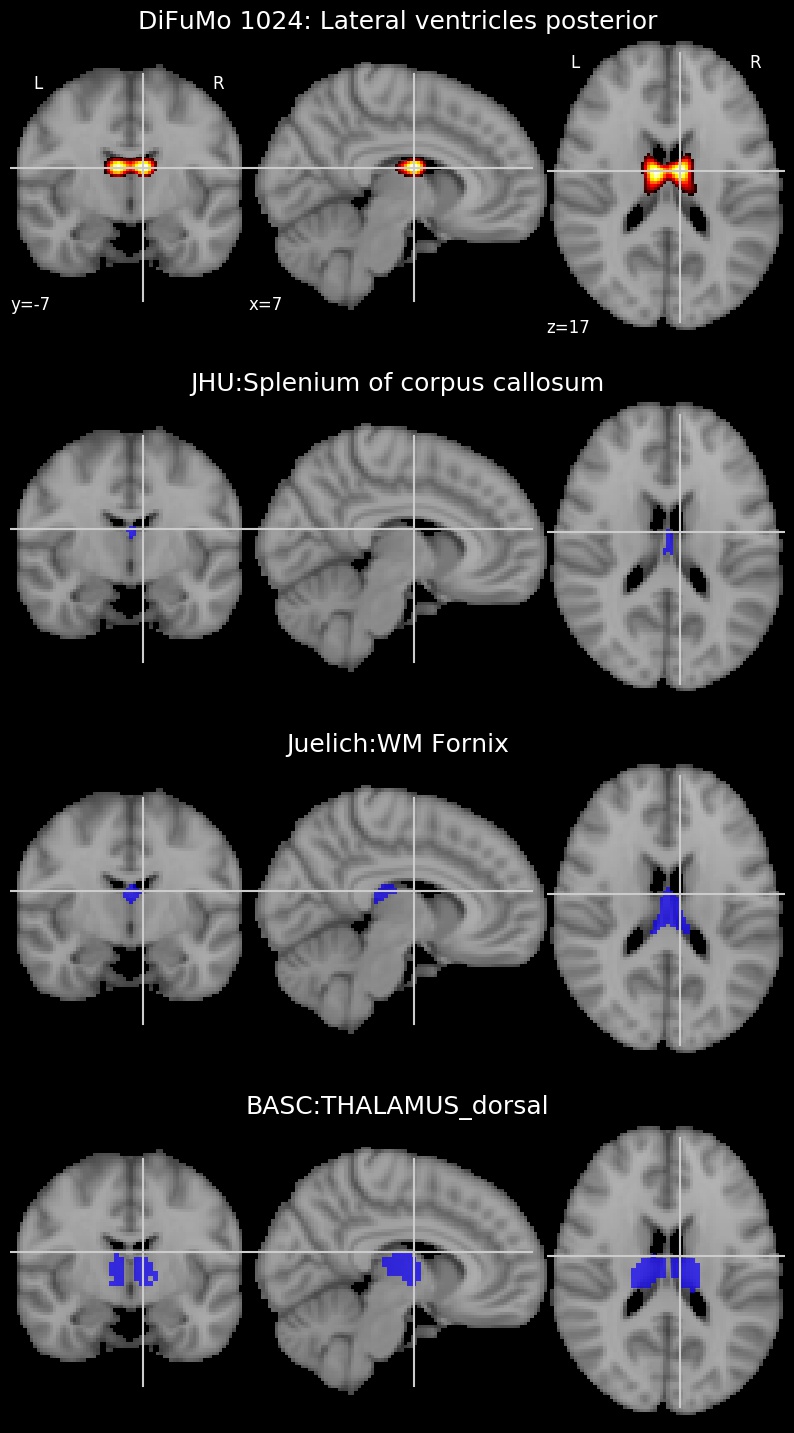 DiFuMo 1024: Lateral ventricles posterior
L R L R
y=-7 x=7 z=17
JHU:Splenium of corpus callosum
Juelich:WM Fornix
BASC:THALAMUS_dorsal